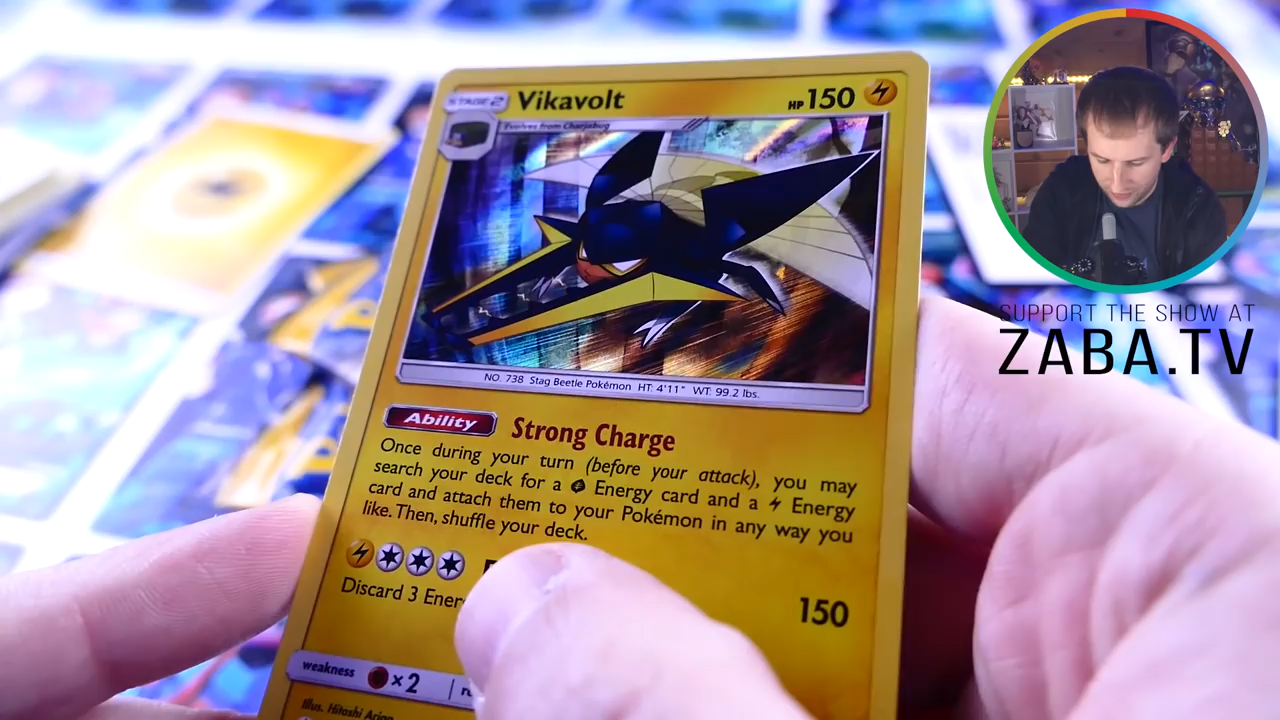 STAGE 2 Vikavolt HP 150
Evolves from Charjabug
NO. 738 Stag Beetle Pokémon HT: 4'11" WT: 99.2 lbs.
Ability Strong Charge
Once during your turn (before your attack), you may
search your deck for a Energy card and a Energy
card and attach them to your Pokémon in any way you
like. Then, shuffle your deck.
150
Discard 3
weakness ×2
Illus. Hitoshi
SUPPORT THE SHOW AT
ZABA.TV